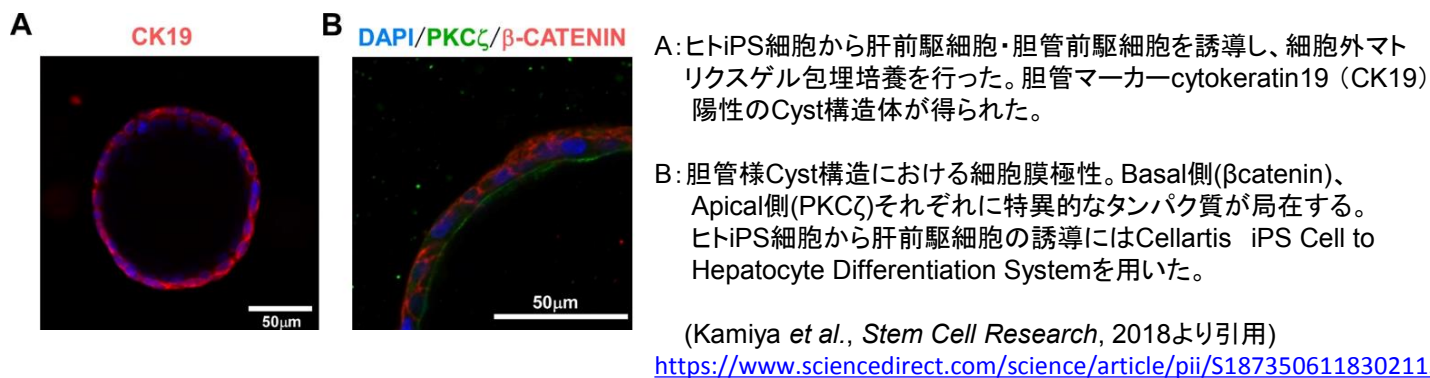 A
CK19
50μm
B
DAPI/PKCζ/β-CATENIN
50μm
A:ヒトiPS細胞から肝前駆細胞・胆管前駆細胞を誘導し、細胞外マト
リクスゲル包埋培養を行った。胆管マーカーcytokeratin19 (CK19)
陽性のCyst構造体が得られた。
B:胆管様Cyst構造における細胞膜極性。Basal側(βcatenin)、
Apical側(PKCζ)それぞれに特異的なタンパク質が局在する。
ヒトiPS細胞から肝前駆細胞の誘導にはCellartis iPS Cell to
Hepatocyte Differentiation Systemを用いた。
(Kamiya et al., Stem Cell Research, 2018より引用)
https://www.sciencedirect.com/science/article/pii/S187350611830211